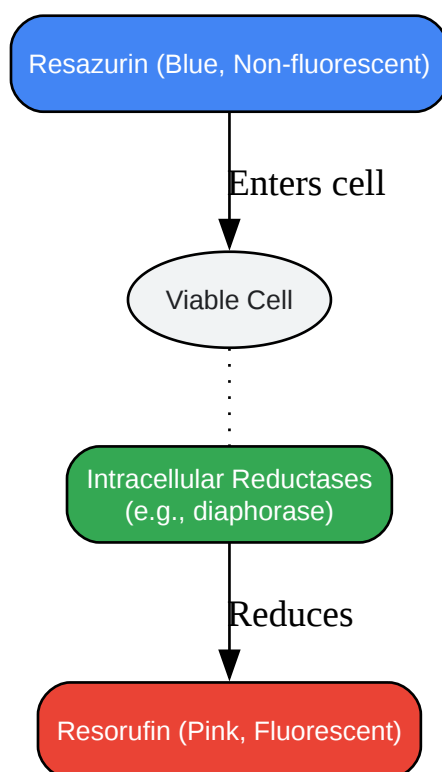 Resazurin (Blue, Non-fluorescent)
Enters cell
Viable Cell
Intracellular Reductases
(e.g., diaphorase)
Reduces
Resorufin (Pink, Fluorescent)